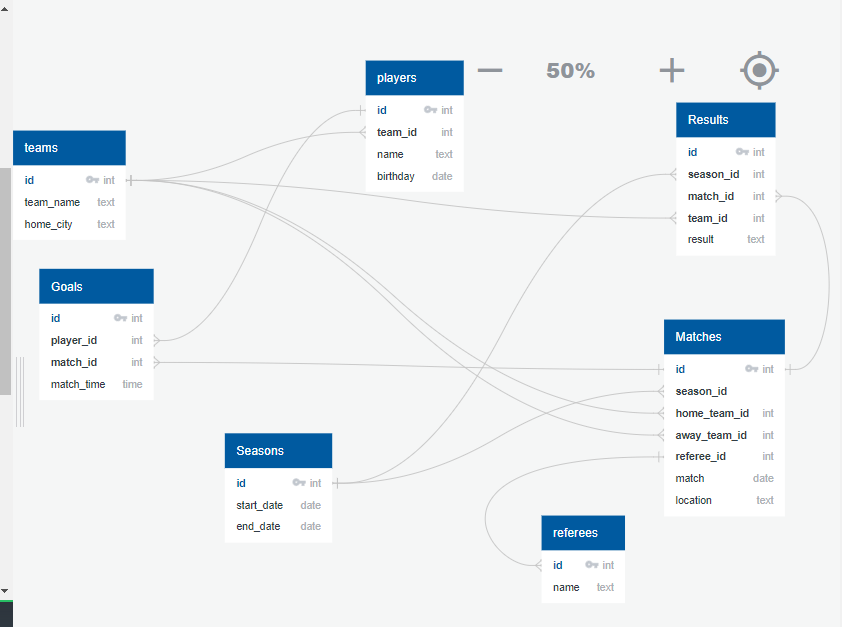 players
id int
team_id int
name text
birthday date
50%
Results
id int
season_id int
match_id int
team_id int
result text
teams
id int
team_name text
home_city text
Goals
id int
player_id int
match_id int
match_time time
Matches
id int
season_id
home_team_id int
away_team_id int
referee_id int
match date
location text
Seasons
id int
start_date date
end_date date
referees
id int
name text